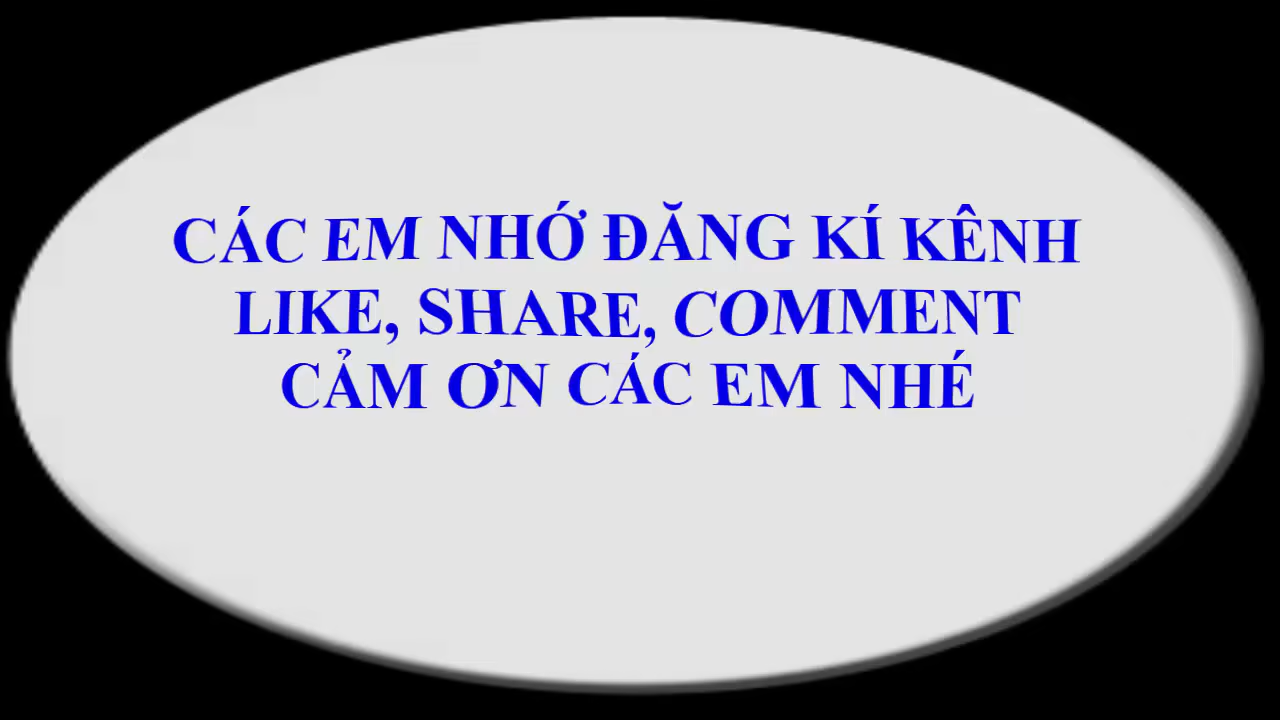 CÁC EM NHỚ ĐĂNG KÍ KÊNH
LIKE, SHARE, COMMENT
CẢM ƠN CÁC EM NHÉ